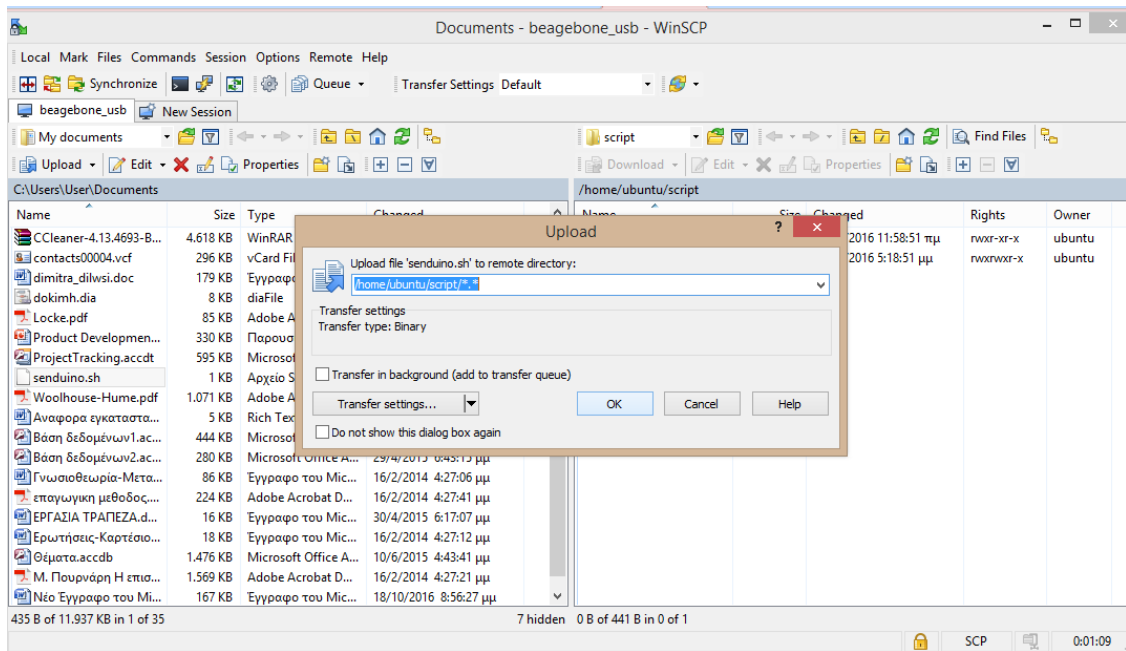 Documents - beagebone_usb - WinSCP
Local Mark Files Commands Session Options Remote Help
Synchronize Queue Transfer Settings Default
beagebone_usb New Session
My documents script Find Files
Upload Edit Properties Download Edit Properties
C:\Users\User\Documents /home/ubuntu/script
Name Size Type Changed Name Size Changed Rights Owner
CCleaner-4.13.4693-B... 4.618 KB WinRAR 2016 11:58:51 πμ rwxr-xr-x ubuntu
contacts00004.vcf 296 KB vCard Fil 2016 5:18:51 μμ rwxrwxr-x ubuntu
dimitra_dilwsi.doc 179 KB Έγγραφο
dokimh.dia 8 KB diaFile
Locke.pdf 85 KB Adobe A
Product Developmen... 330 KB Παρουσ
ProjectTracking.accdt 595 KB Microsof
senduino.sh 1 KB Αρχείο S
Woolhouse-Hume.pdf 1.071 KB Adobe A
Αναφορα εγκαταστα... 5 KB Rich Tex
Βάση δεδομένων1.ac... 444 KB Microsof
Βάση δεδομένων2.ac... 280 KB Microsoft Office A... 29/4/2015 6:45:15 μμ
Γνωσιοθεωρία-Μετα... 86 KB Έγγραφο του Mic... 16/2/2014 4:27:06 μμ
επαγωγικη μεθοδος.... 224 KB Adobe Acrobat D... 16/2/2014 4:27:41 μμ
ΕΡΓΑΣΙΑ ΤΡΑΠΕΖΑ.d... 16 KB Έγγραφο του Mic... 30/4/2015 6:17:07 μμ
Ερωτήσεις-Καρτέσιο... 18 KB Έγγραφο του Mic... 16/2/2014 4:27:12 μμ
Θέματα.accdb 1.476 KB Microsoft Office A... 10/6/2015 4:43:41 μμ
Μ. Πουρνάρη Η επισ... 1.569 KB Adobe Acrobat D... 16/2/2014 4:27:21 μμ
Νέο Έγγραφο του Mi... 167 KB Έγγραφο του Mic... 18/10/2016 8:56:27 μμ
Upload ?
Upload file 'senduino.sh' to remote directory:
/home/ubuntu/script/*.*
Transfer settings
Transfer type: Binary
Transfer in background (add to transfer queue)
Transfer settings... OK Cancel Help
Do not show this dialog box again
435 B of 11.937 KB in 1 of 35 7 hidden 0 B of 441 B in 0 of 1
SCP 0:01:09